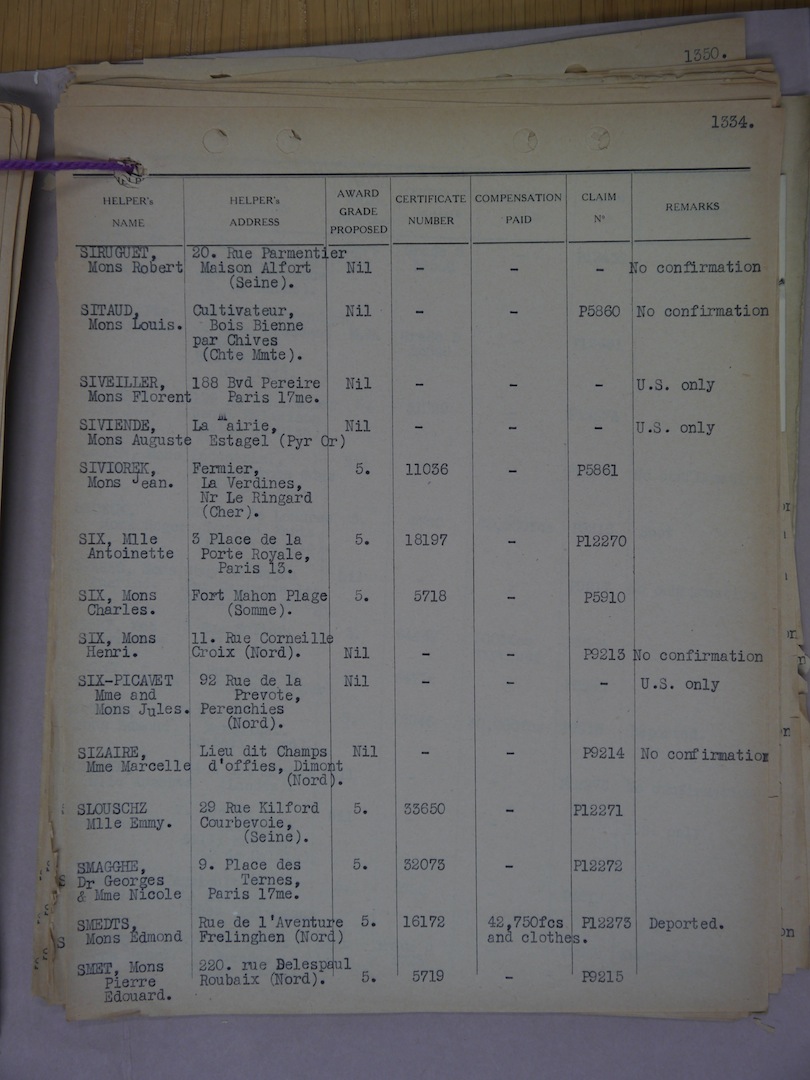 1350.
1334.
HELPER's NAME HELPER's ADDRESS AWARD GRADE PROPOSED CERTIFICATE NUMBER COMPENSATION PAID CLAIM Nº REMARKS
SIRUGUET, 20. Rue Parmentier
Mons Robert Maison Alfort Nil - - - No confirmation
(Seine).
SITAUD, Cultivateur, Nil - - P5860 No confirmation
Mons Louis. Bois Bienne
par Chives
(Chte Mmte).
SIVEILLER, 188 Bvd Pereire Nil - - - U.S. only
Mons Florent Paris 17me.
SIVIENDE, La Mairie, Nil - - - U.S. only
Mons Auguste Estagel (Pyr Or)
SIVIOREK, Fermier, 5. 11036 - P5861
Mons Jean. La Verdines,
Nr Le Ringard
(Cher).
SIX, Mlle 3 Place de la 5. 18197 - P12270
Antoinette Porte Royale,
Paris 13.
SIX, Mons Fort Mahon Plage 5. 5718 - P5910
Charles. (Somme).
SIX, Mons 11. Rue Corneille
Henri. Croix (Nord). Nil - - P9213 No confirmation
SIX-PICAVET 92 Rue de la Nil - - - U.S. only
Mme and Prevote,
Mons Jules. Perenchies
(Nord).
SIZAIRE, Lieu dit Champs Nil - - P9214 No confirmation
Mme Marcelle d'offies, Dimont
(Nord).
SLOUSCHZ 29 Rue Kilford 5. 33650 - P12271
Mlle Emmy. Courbevoie,
(Seine).
SMAGGHE, 9. Place des 5. 32073 - P12272
Dr Georges Ternes,
& Mme Nicole Paris 17me.
SMEDTS, Rue de l'Aventure 5. 16172 42,750fcs P12273 Deported.
Mons Edmond Frelinghen (Nord) and clothes.
SMET, Mons 220. rue Delespaul
Pierre Roubaix (Nord). 5. 5719 - P9215
Edouard.